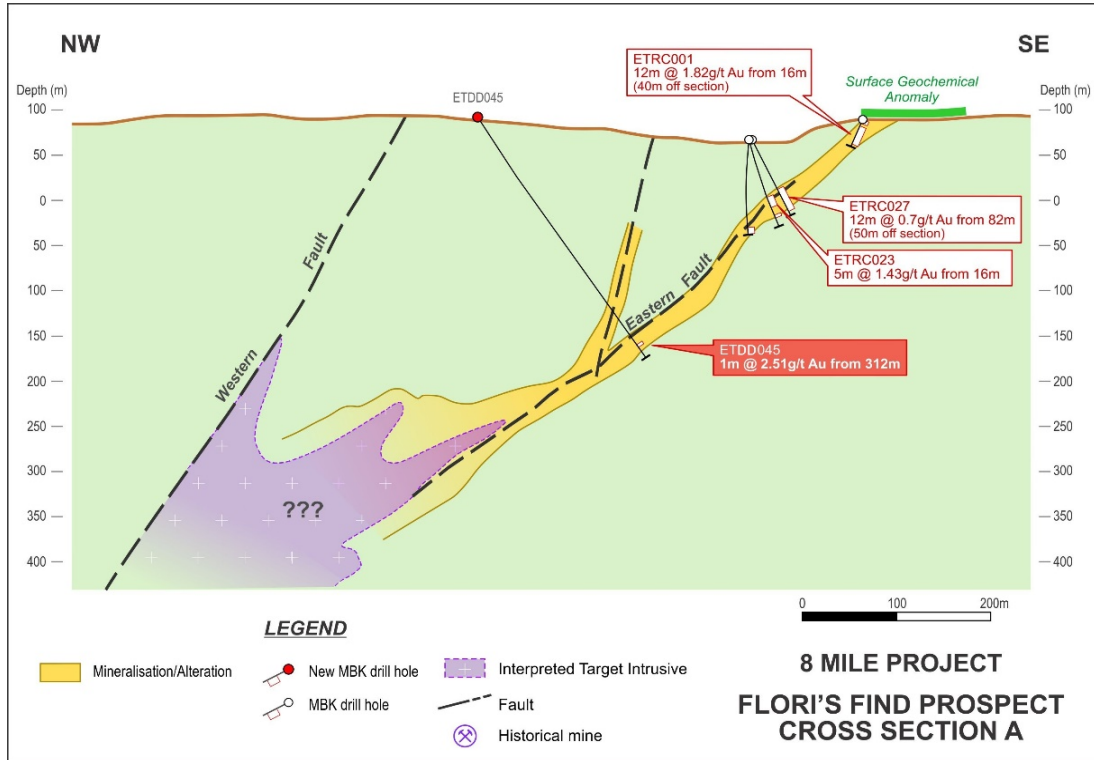 NW
SE
ETRC001
12m @ 1.82g/t Au from 16m
(40m off section)
Surface Geochemical
Anomaly
Depth (m)
Depth (m)
ETDD045
100
50
0
50
100
150
200
250
300
350
400
100
50
0
50
100
150
200
250
300
350
400
Western Fault
Eastern Fault
ETRC027
12m @ 0.7g/t Au from 82m
(50m off section)
ETRC023
5m @ 1.43g/t Au from 16m
ETDD045
1m @ 2.51g/t Au from 312m
???
0 100 200m
LEGEND
Mineralisation/Alteration
New MBK drill hole
MBK drill hole
Interpreted Target Intrusive
Fault
Historical mine
8 MILE PROJECT
FLORI'S FIND PROSPECT
CROSS SECTION A